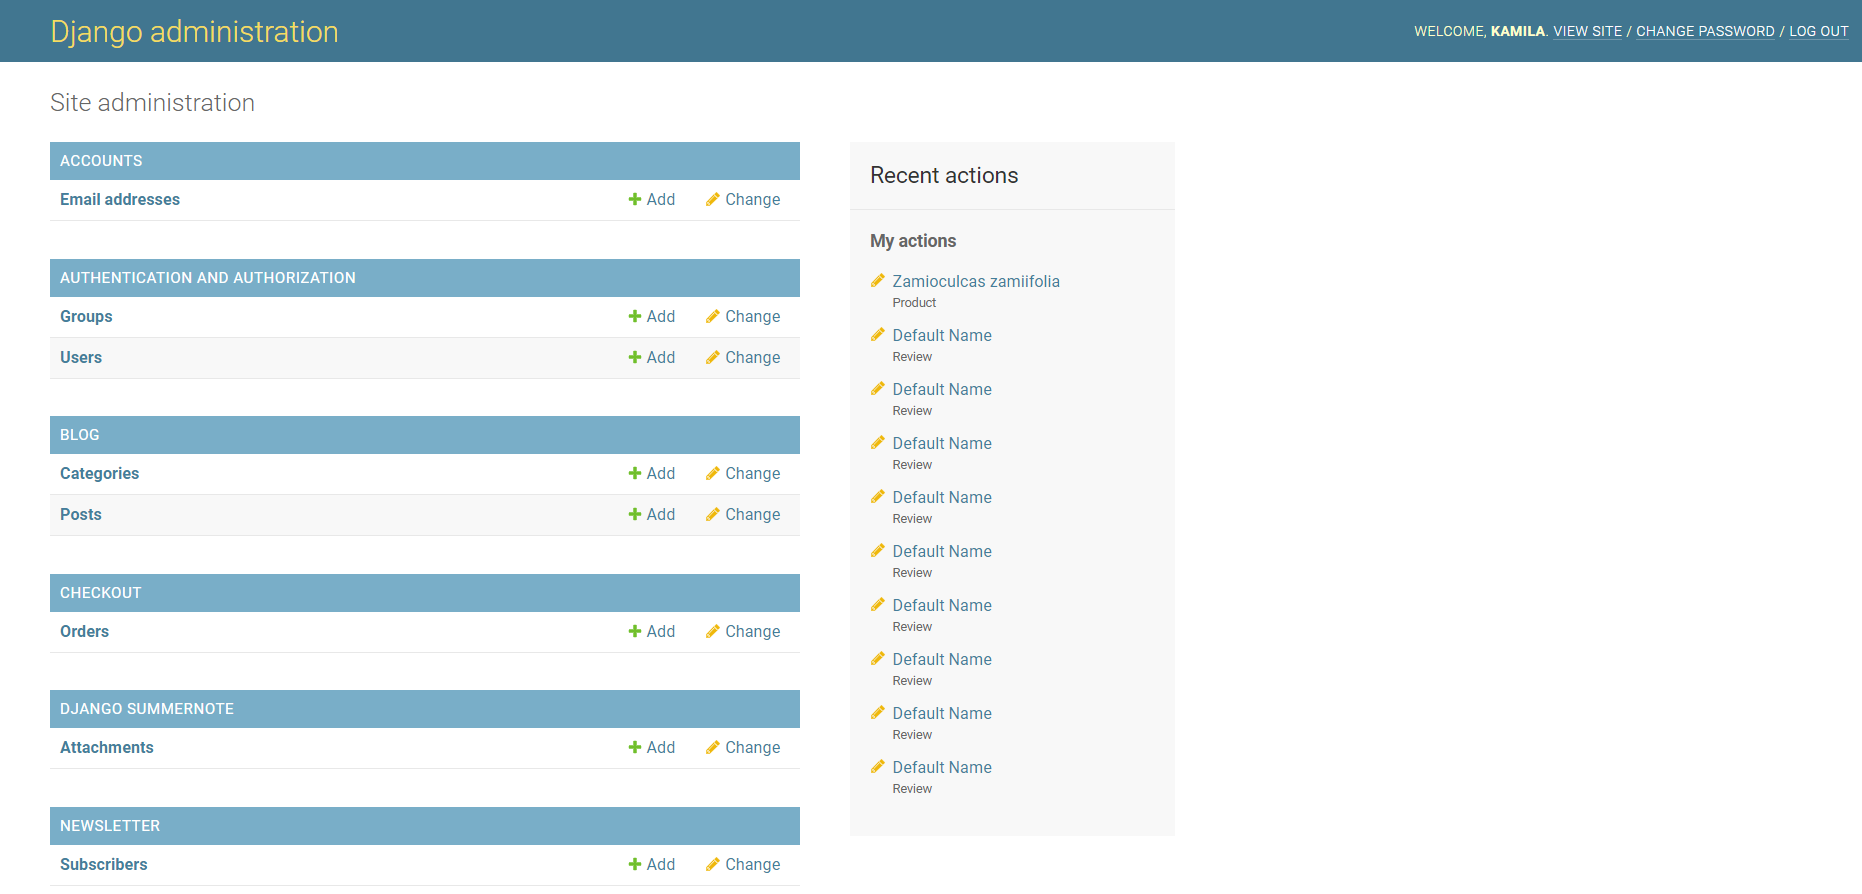 Django administration
WELCOME, KAMILA. VIEW SITE / CHANGE PASSWORD / LOG OUT
Site administration
ACCOUNTS
Email addresses Add Change
AUTHENTICATION AND AUTHORIZATION
Groups Add Change
Users Add Change
BLOG
Categories Add Change
Posts Add Change
CHECKOUT
Orders Add Change
DJANGO SUMMERNOTE
Attachments Add Change
NEWSLETTER
Subscribers Add Change
Recent actions
My actions
Zamioculcas zamiifolia
Product
Default Name
Review
Default Name
Review
Default Name
Review
Default Name
Review
Default Name
Review
Default Name
Review
Default Name
Review
Default Name
Review
Default Name
Review